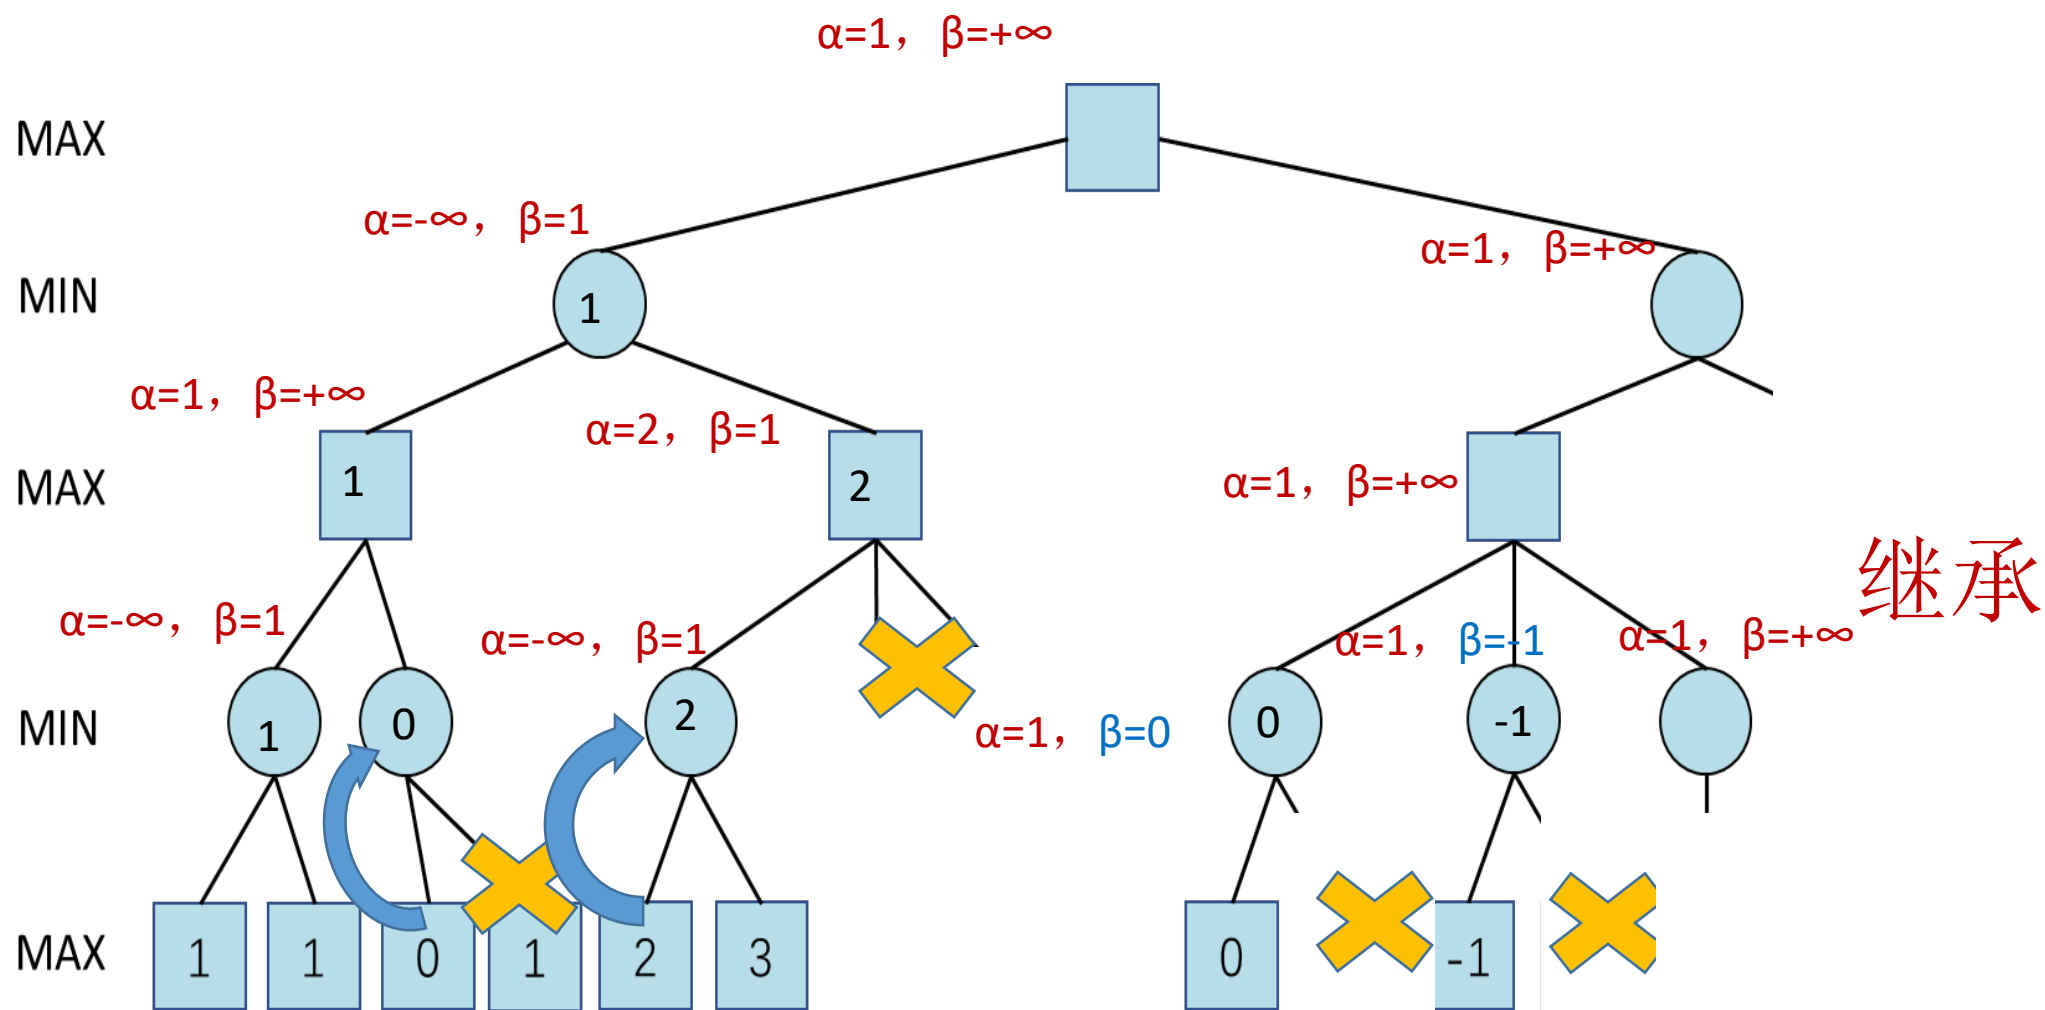 α=1，β=+∞
MAX
α=-∞，β=1
α=1，β=+∞
MIN
1
α=1，β=+∞
α=2，β=1
MAX
1
2
α=1，β=+∞
继承
α=-∞，β=1
α=-∞，β=1
α=1，β=-1
α=1，β=+∞
MIN
1
0
2
α=1，β=0
0
-1
MAX
1
1
0
1
2
3
0
-1